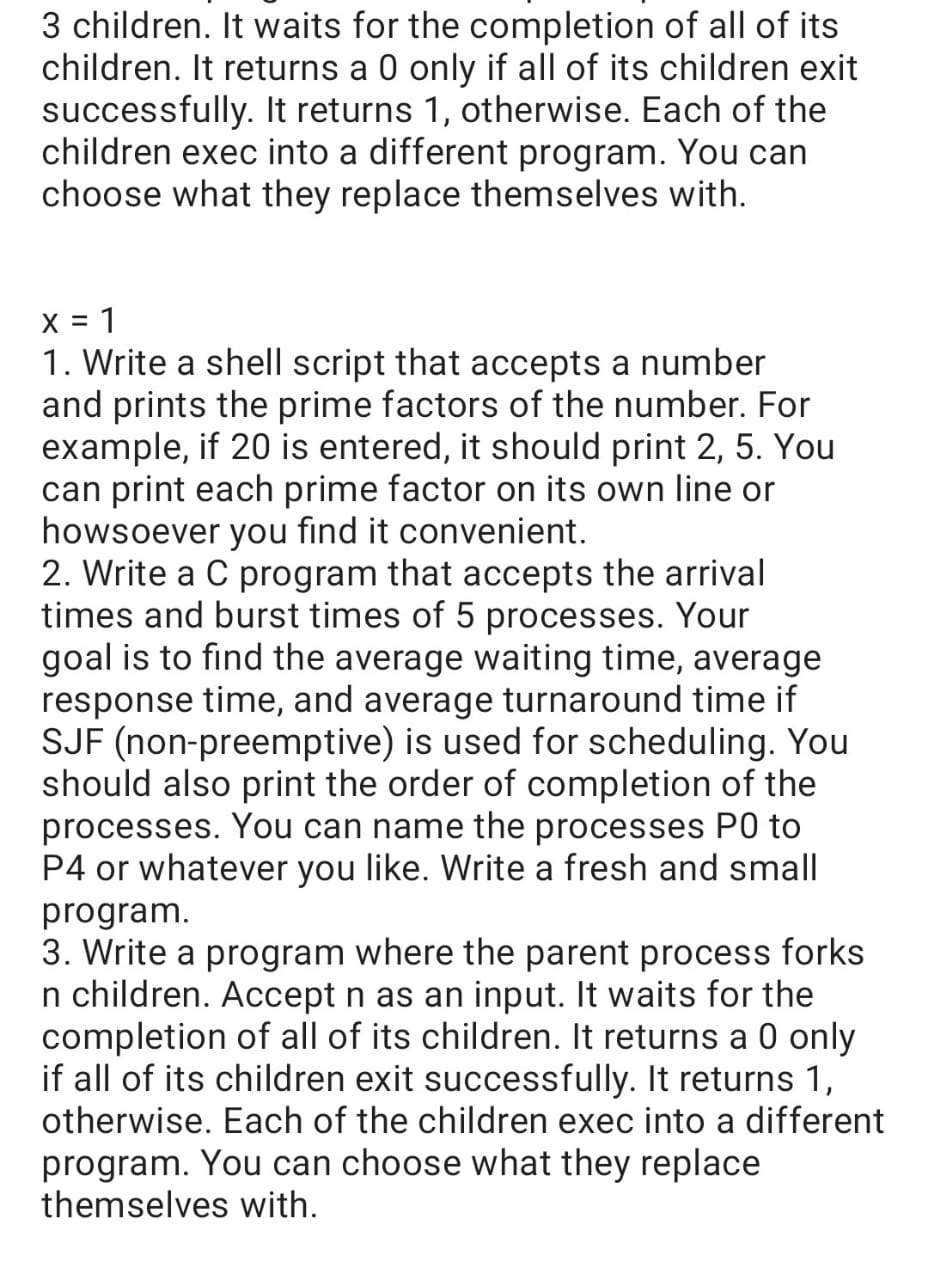 3 children. It waits for the completion of all of its
children. It returns a 0 only if all of its children exit
successfully. It returns 1, otherwise. Each of the
children exec into a different program. You can
choose what they replace themselves with.
x = 1
1. Write a shell script that accepts a number
and prints the prime factors of the number. For
example, if 20 is entered, it should print 2, 5. You
can print each prime factor on its own line or
howsoever you find it convenient.
2. Write a C program that accepts the arrival
times and burst times of 5 processes. Your
goal is to find the average waiting time, average
response time, and average turnaround time if
SJF (non-preemptive) is used for scheduling. You
should also print the order of completion of the
processes. You can name the processes P0 to
P4 or whatever you like. Write a fresh and small
program.
3. Write a program where the parent process forks
n children. Accept n as an input. It waits for the
completion of all of its children. It returns a 0 only
if all of its children exit successfully. It returns 1,
otherwise. Each of the children exec into a different
program. You can choose what they replace
themselves with.